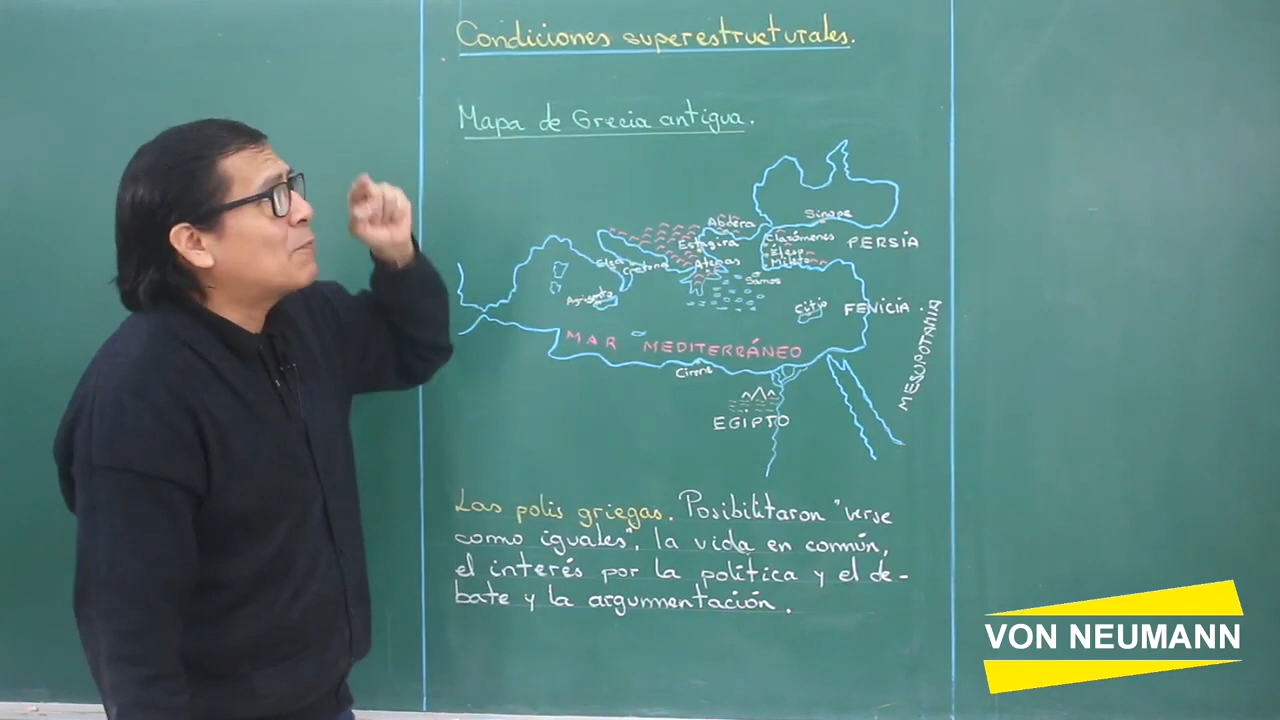 Condiciones superestructurales.
Mapa de Grecia antigua.
Sinope
Abdera
Clazómenes
PERSIA
Estagira
Éfeso
Elea
Crotona
Atenas
Mileto
Samos
Agrigento
Citio
FENICIA
MESOPOTAMIA
MAR MEDITERRÁNEO
Cirene
EGIPTO
Las polis griegas. Posibilitaron "verse
como iguales", la vida en común,
el interés por la política y el de-
bate y la argumentación.
VON NEUMANN